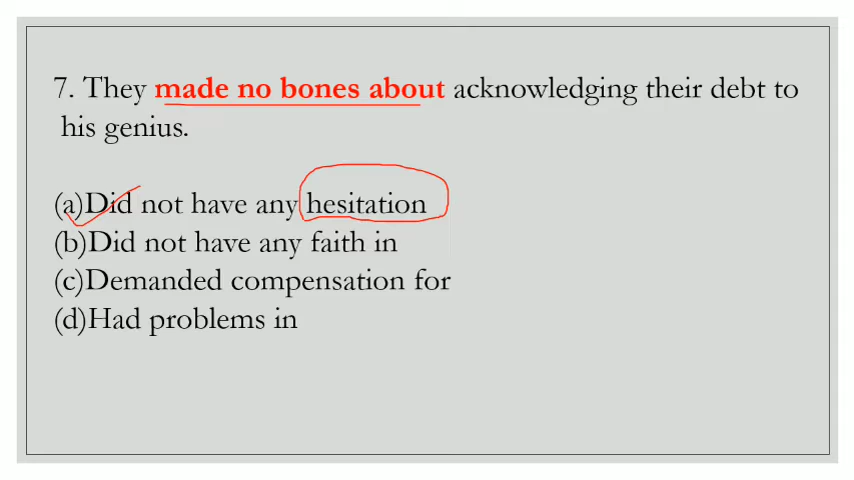 7. They made no bones about acknowledging their debt to
his genius.
(a)Did not have any hesitation
(b)Did not have any faith in
(c)Demanded compensation for
(d)Had problems in